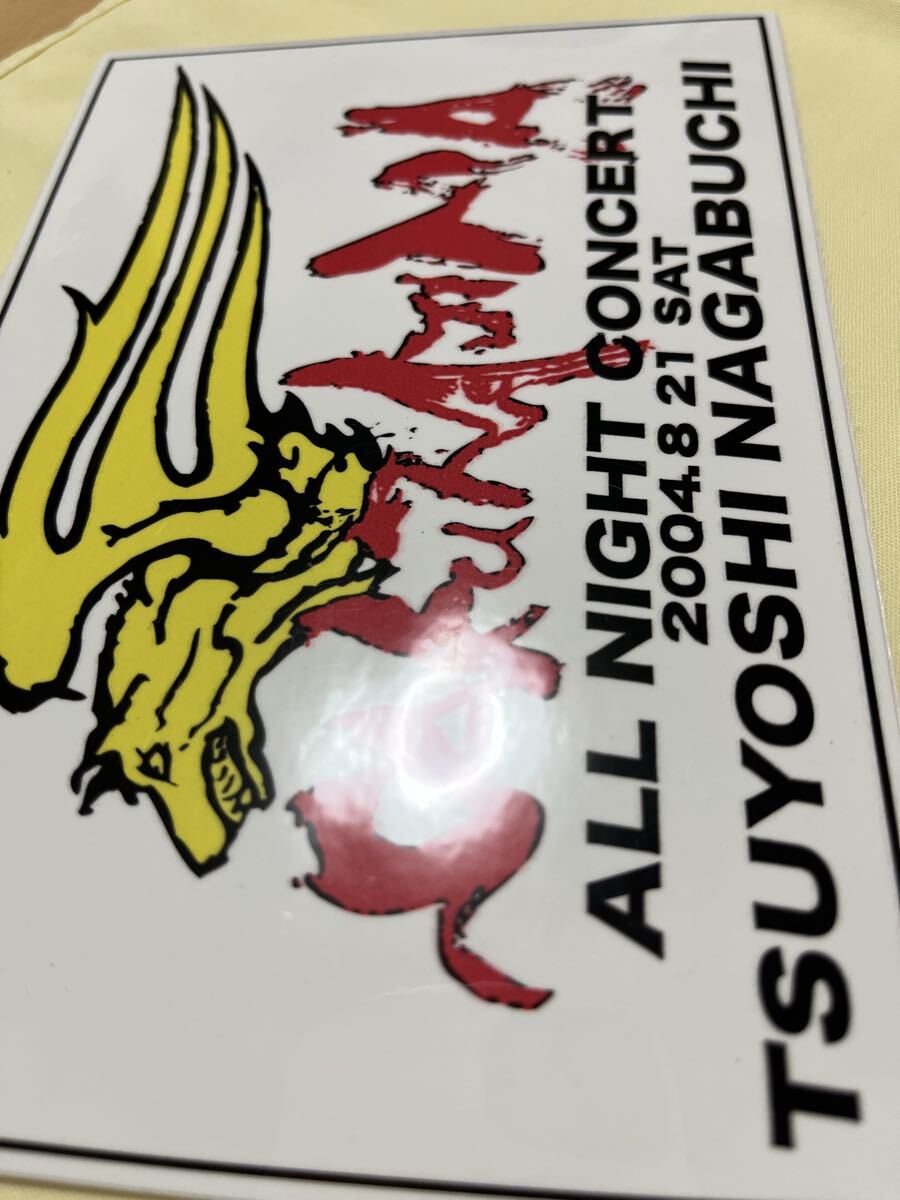 ALL NIGHT CONCERT
2004.8 21 SAT
TSUYOSHI NAGABUCHI